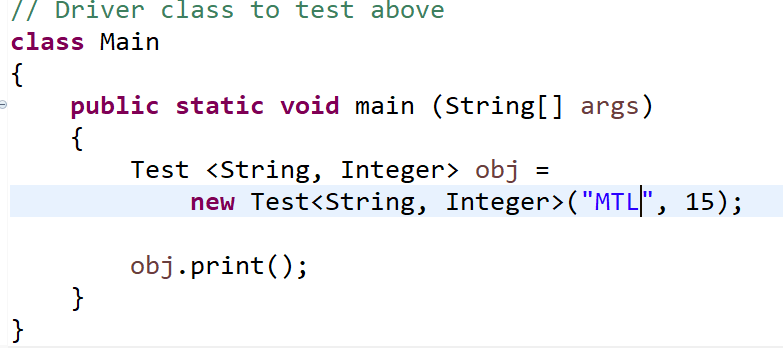 // Driver class to test above
class Main
{
    public static void main (String[] args)
    {
        Test <String, Integer> obj =
            new Test<String, Integer>("MTL", 15);
        obj.print();
    }
}